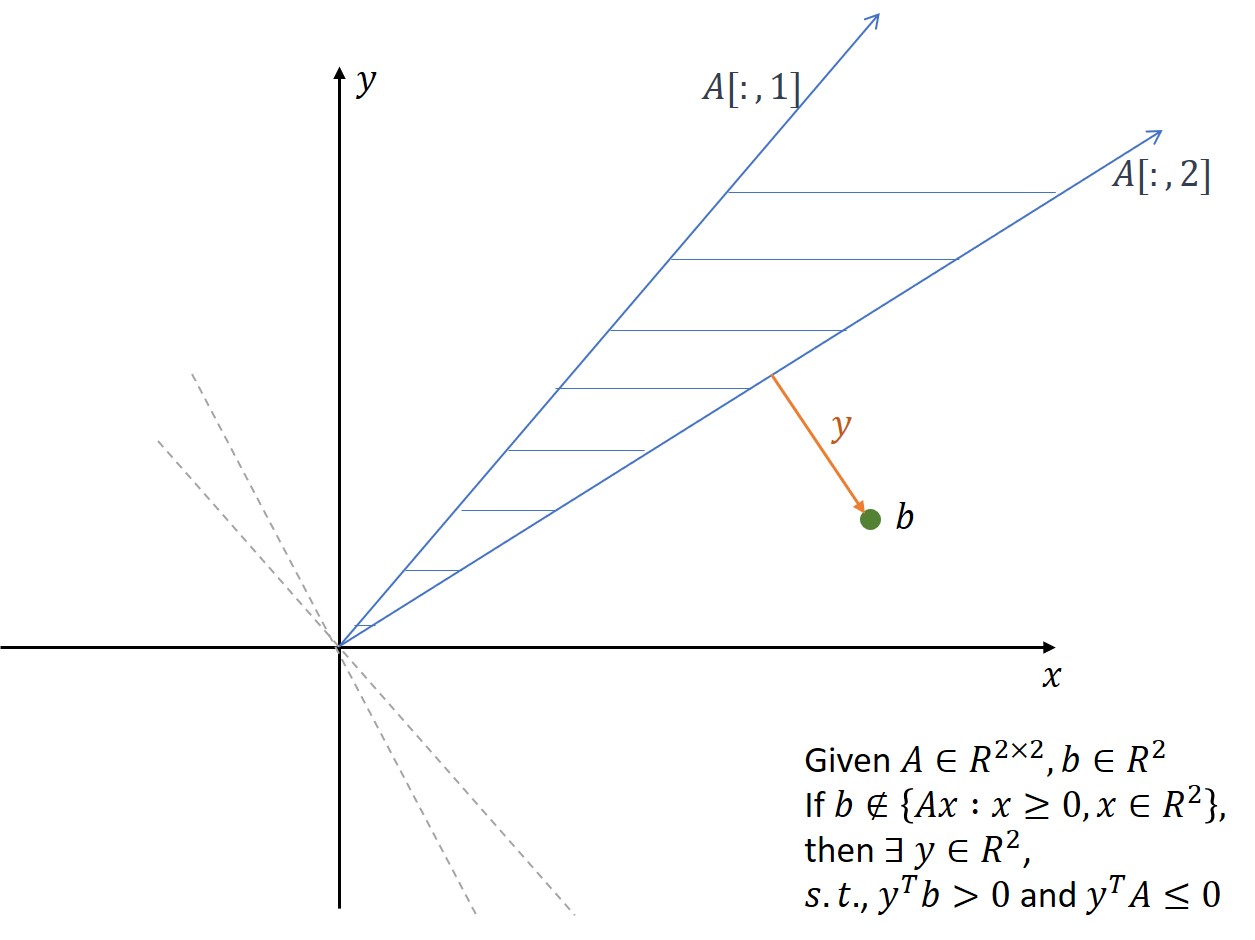 y
A[:, 1]
A[:, 2]
y
b
x
Given A ∈ R^{2×2}, b ∈ R^2
If b ∉ {Ax : x ≥ 0, x ∈ R^2},
then ∃ y ∈ R^2,
s.t., y^T b > 0 and y^T A ≤ 0